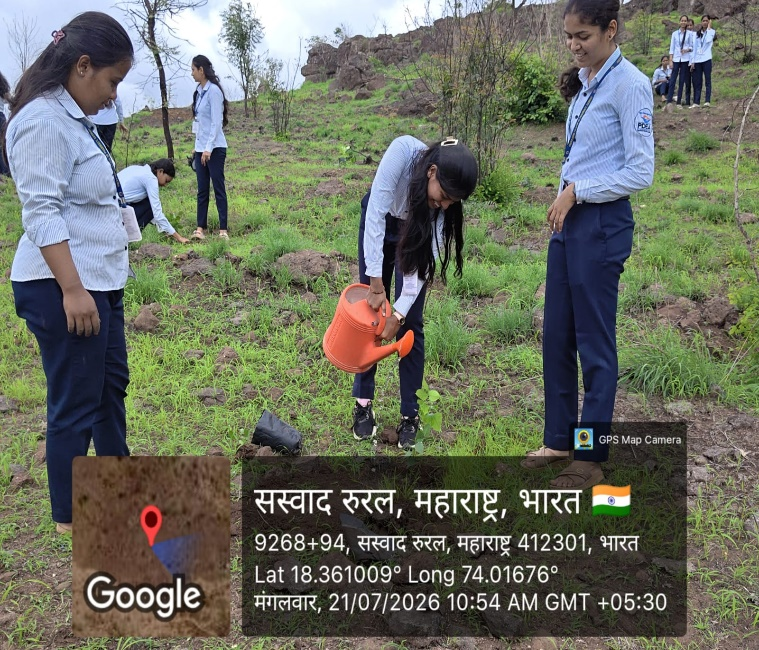 GPS Map Camera
सस्वाद रुरल, महाराष्ट्र, भारत
9268+94, सस्वाद रुरल, महाराष्ट्र 412301, भारत
Lat 18.361009° Long 74.01676°
मंगलवार, 21/07/2026 10:54 AM GMT +05:30
Google